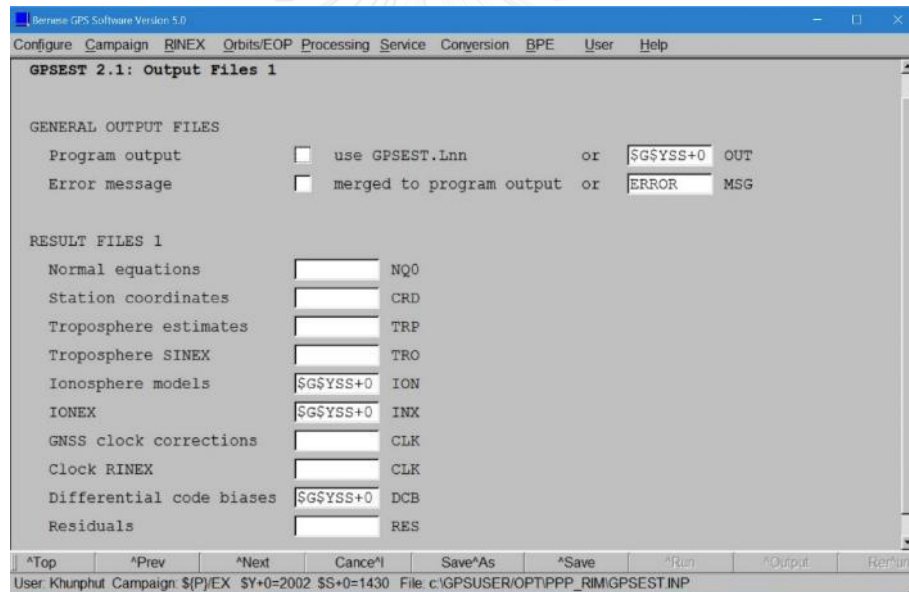 Bernese GPS Software Version 5.0
Configure Campaign RINEX Orbits/EOP Processing Service Conversion BPE User Help
GPSEST 2.1: Output Files 1
GENERAL OUTPUT FILES
Program output use GPSEST.Lnn or $G$YSS+0 OUT
Error message merged to program output or ERROR MSG
RESULT FILES 1
Normal equations NQ0
Station coordinates CRD
Troposphere estimates TRP
Troposphere SINEX TRO
Ionosphere models $G$YSS+0 ION
IONEX $G$YSS+0 INX
GNSS clock corrections CLK
Clock RINEX CLK
Differential code biases $G$YSS+0 DCB
Residuals RES
^Top ^Prev ^Next Cance^l Save^As ^Save ^Run ^Output Rer^un
User: Khunphut Campaign: ${P}/EX $Y+0=2002 $S+0=1430 File: c:\GPSUSER/OPT\PPP_RIM\GPSEST.INP